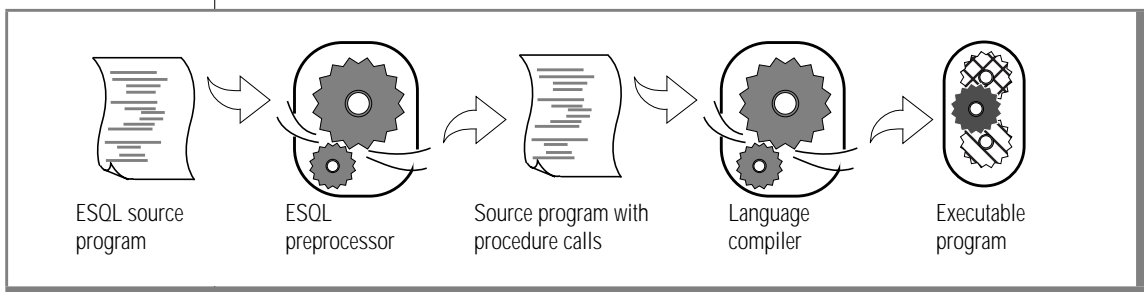 ESQL source
program
ESQL
preprocessor
Source program with
procedure calls
Language
compiler
Executable
program